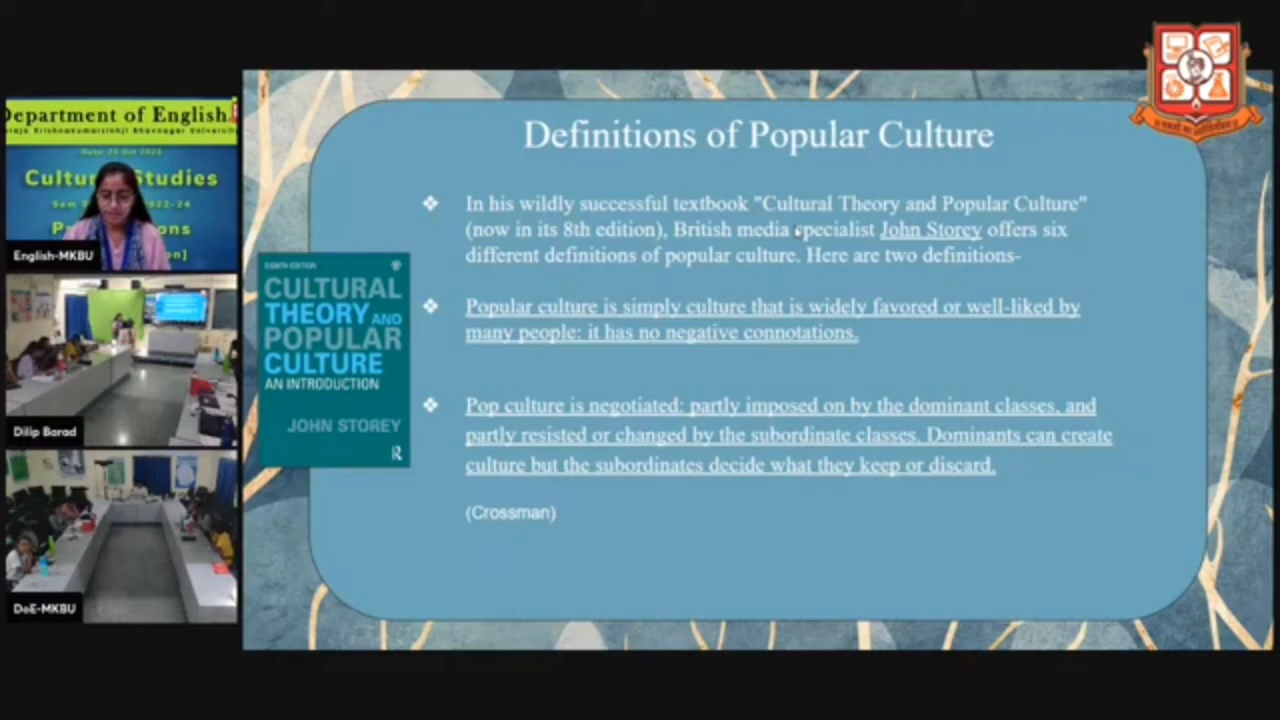 Department of English
Cultural Studies
English-MKBU
Dilip Barad
DoE-MKBU
Definitions of Popular Culture
❖ In his wildly successful textbook "Cultural Theory and Popular Culture"
(now in its 8th edition), British media specialist John Storey offers six
different definitions of popular culture. Here are two definitions-
❖ Popular culture is simply culture that is widely favored or well-liked by
many people: it has no negative connotations.
❖ Pop culture is negotiated: partly imposed on by the dominant classes, and
partly resisted or changed by the subordinate classes. Dominants can create
culture but the subordinates decide what they keep or discard.
(Crossman)
EIGHTH EDITION
CULTURAL
THEORY AND
POPULAR
CULTURE
AN INTRODUCTION
JOHN STOREY
R